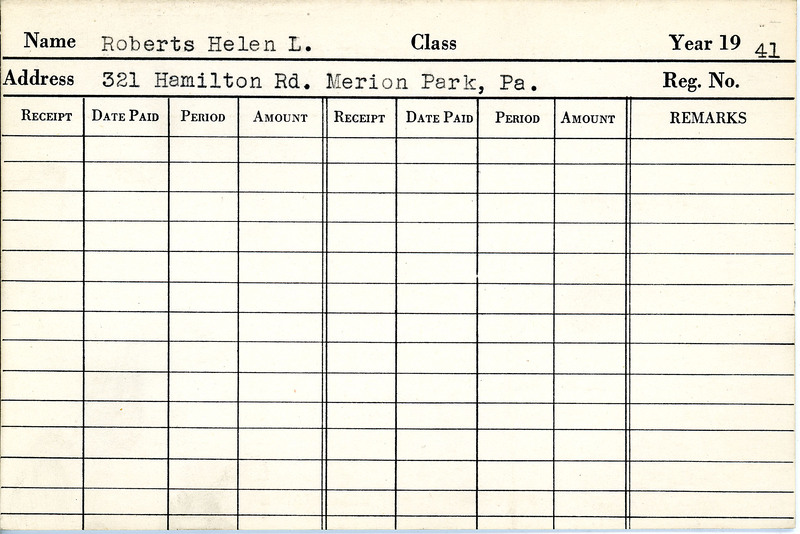 Name Roberts Helen L. Class Year 19 41
Address 321 Hamilton Rd. Merion Park, Pa. Reg. No.
RECEIPT DATE PAID PERIOD AMOUNT RECEIPT DATE PAID PERIOD AMOUNT REMARKS